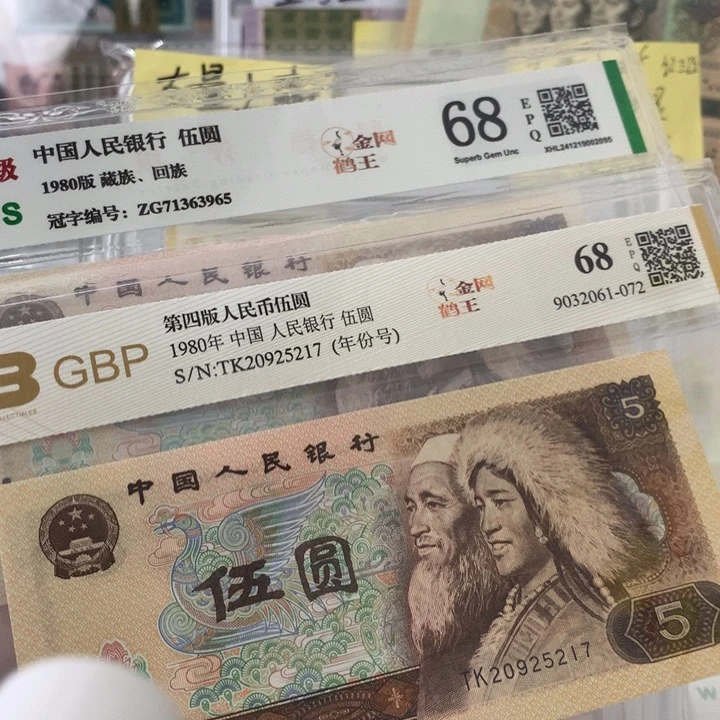 级
S
中国人民银行 伍圆
1980版 藏族、回族
冠字编号：ZG71363965
金网
鹤王
68
EPQ
Superb Gem Unc
XHL241219002095
中国人民银行
GBP
第四版人民币伍圆
1980年 中国 人民银行 伍圆
S/N:TK20925217 (年份号)
金网
鹤王
68
EPQ
9032061-072
中国人民银行
5
伍圆
5
TK20925217